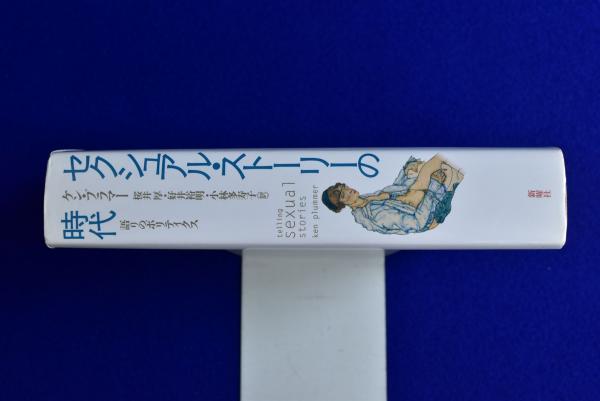 セクシュアル・ストーリーの
時代
語りのポリティクス
ケン・プラマー
桜井厚・好井裕明・小林多寿子 訳
telling
sexual
stories
ken plummer
新曜社